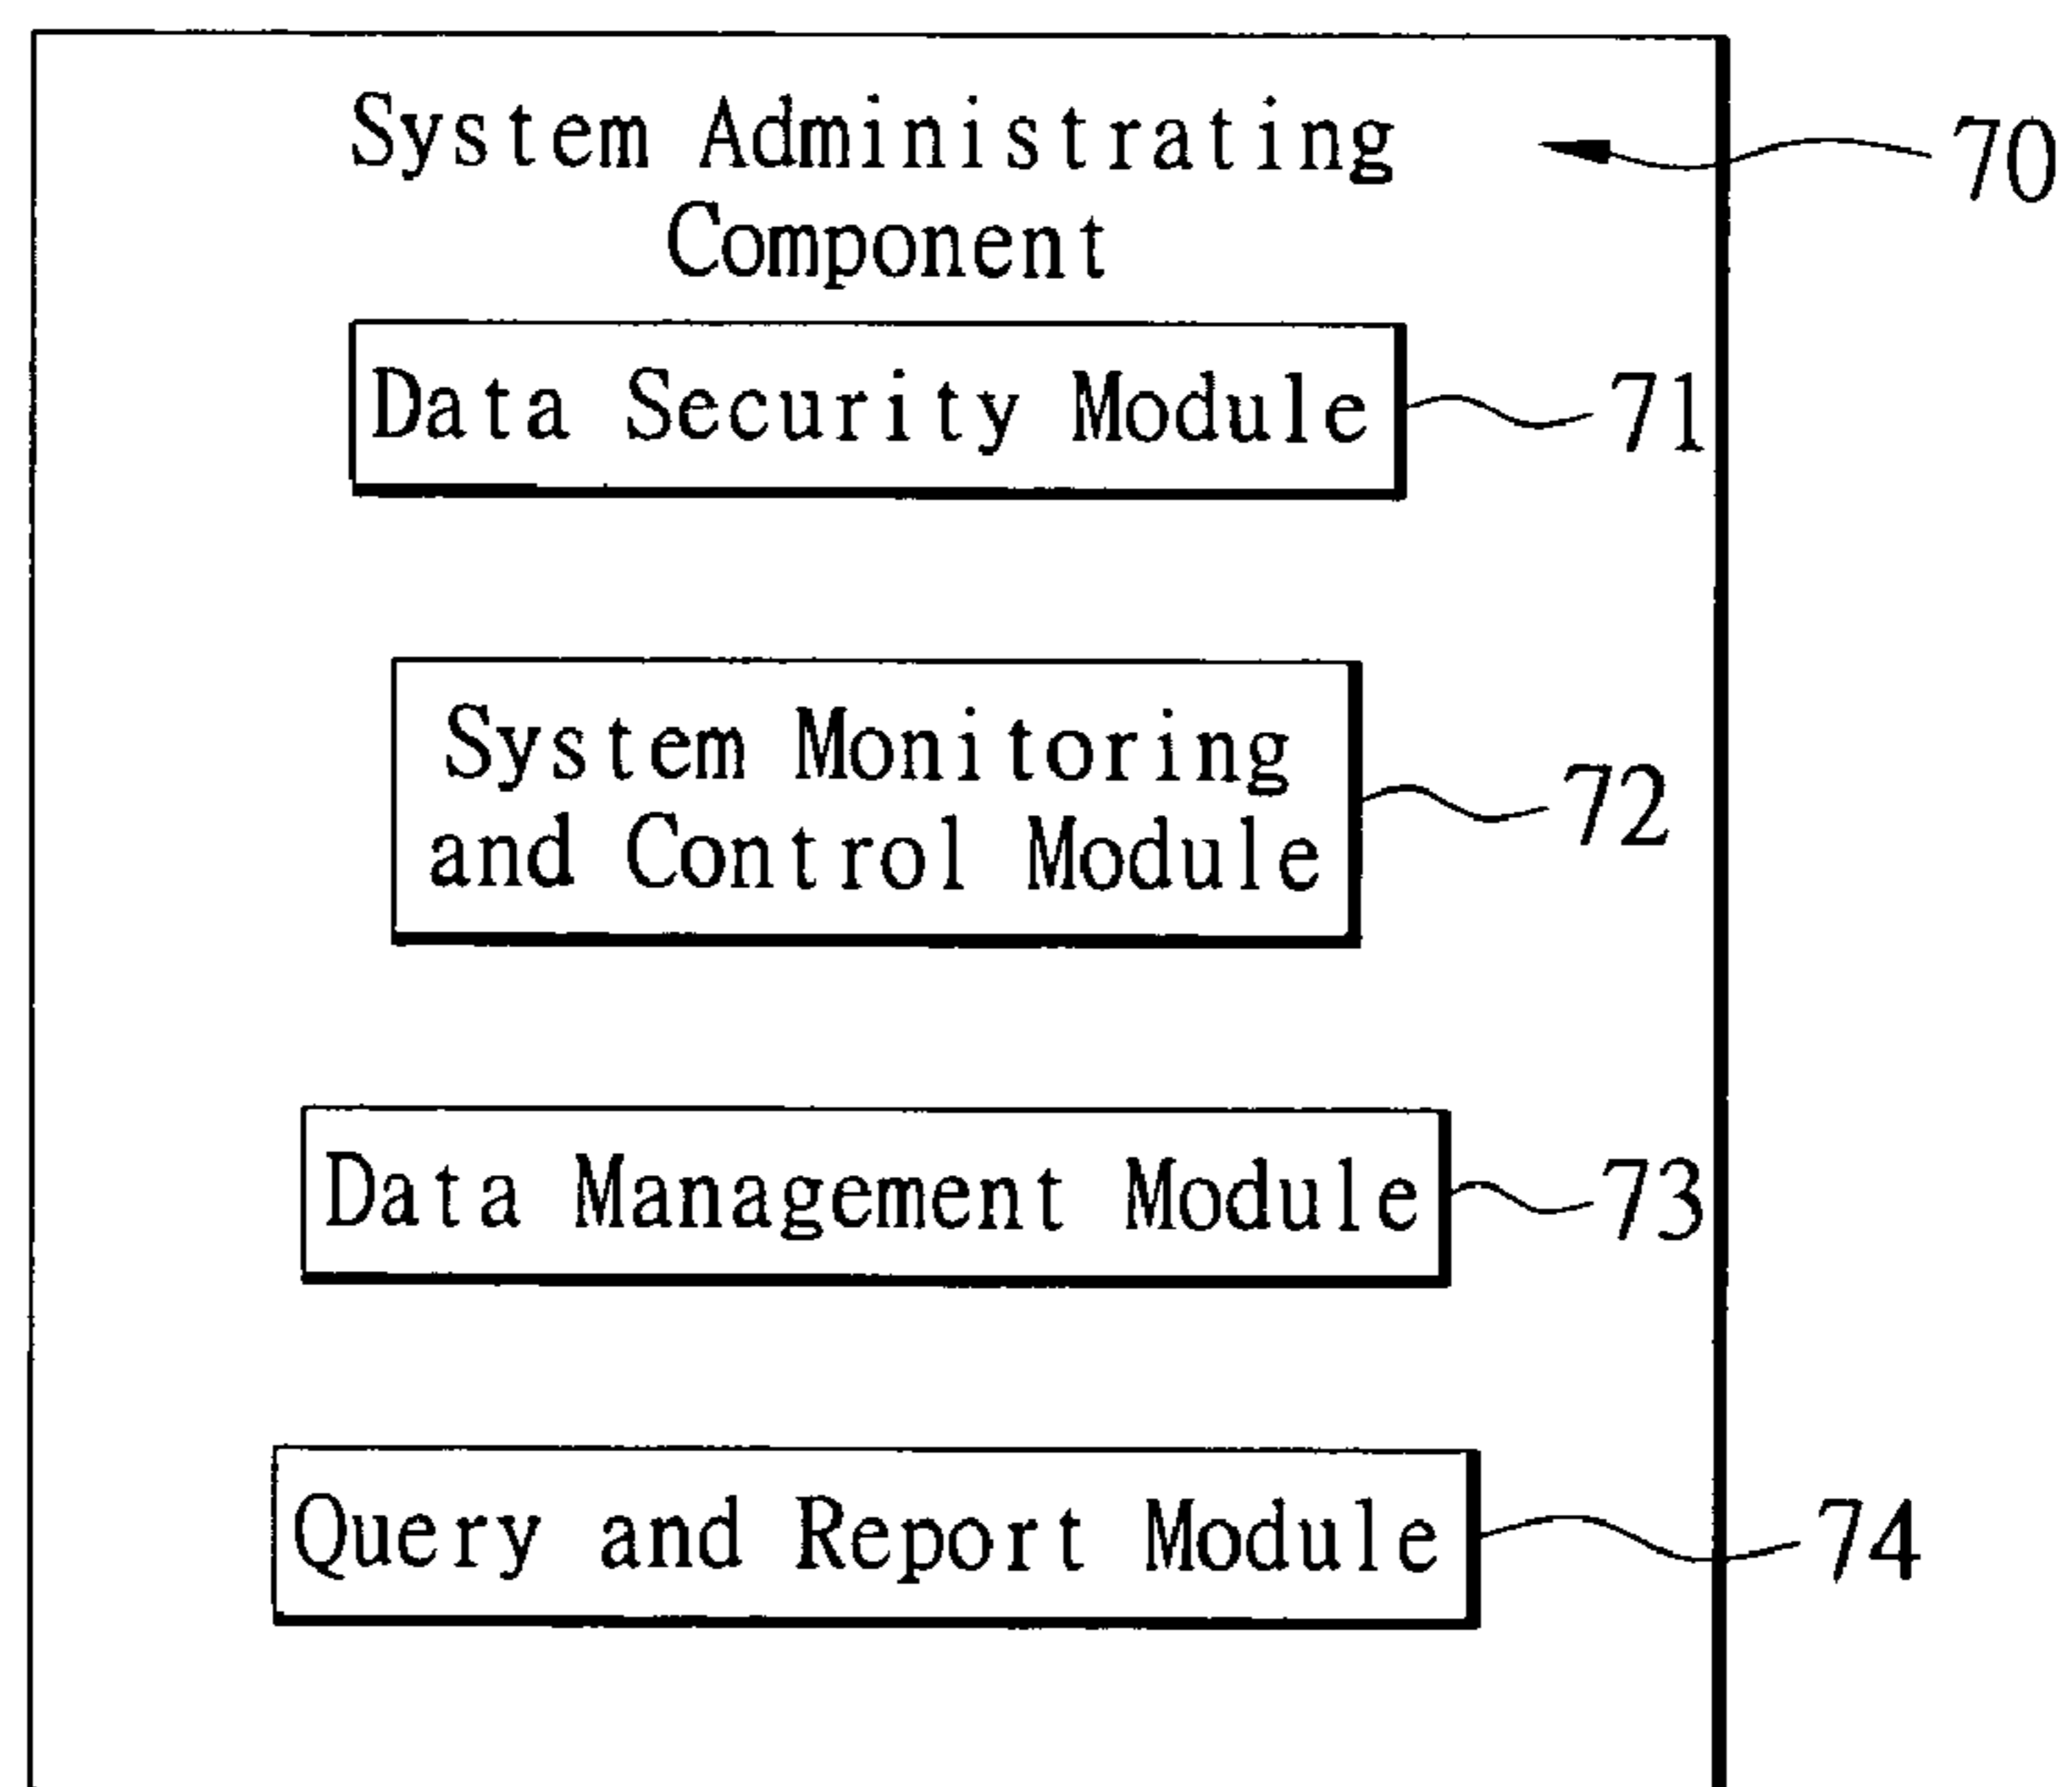 System Administrating
70
Component
Data Security Module
71
System Monitoring
and Control Module
72
Data Management Module
73
Query and Report Module
74